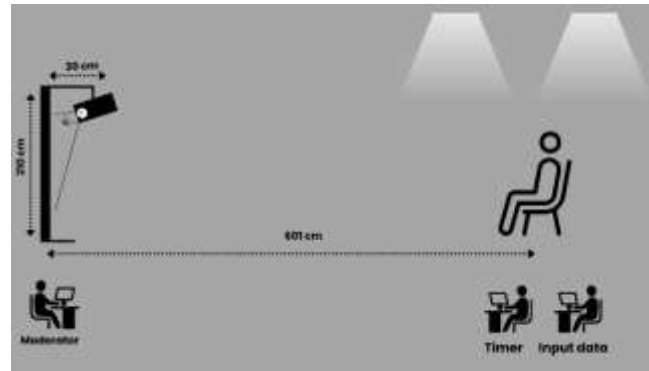 30 cm
210 cm
601 cm
Moderator
Timer
Input data